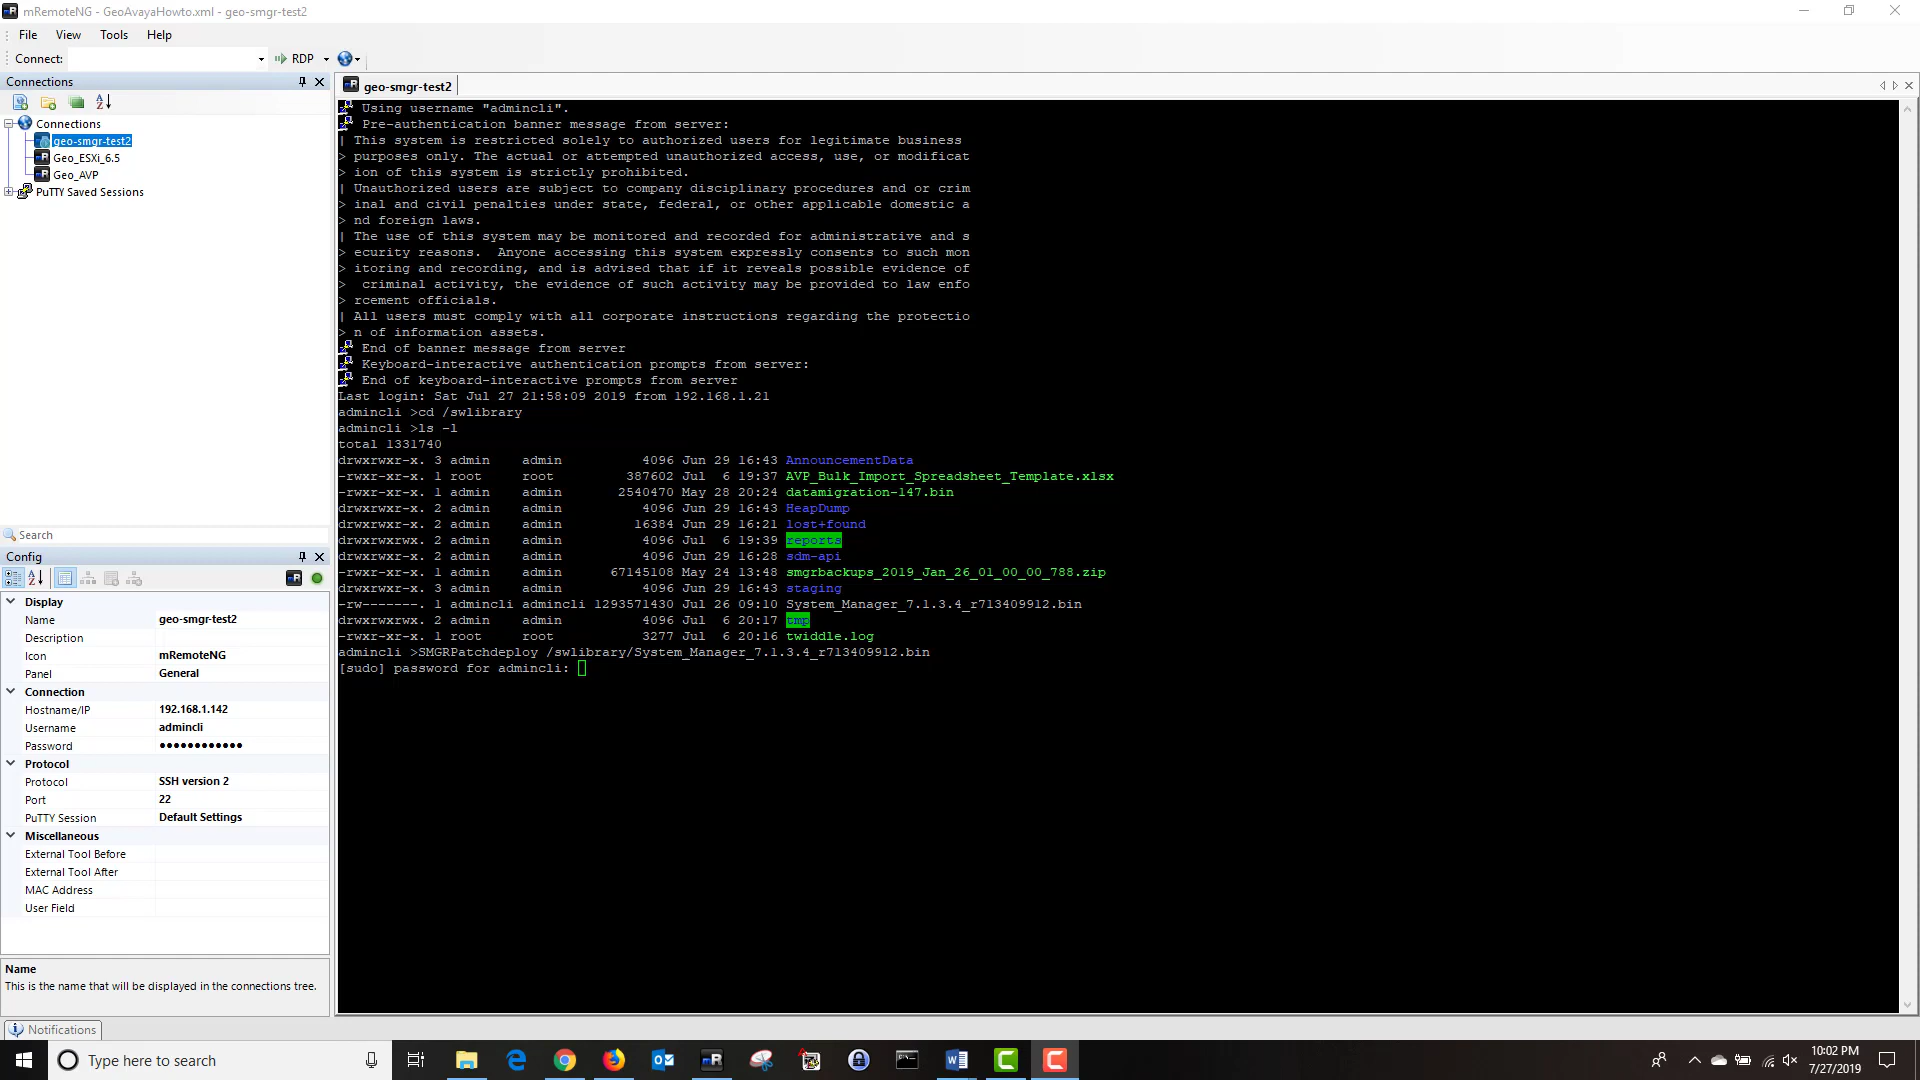 mRemoteNG - GeoAvayaHowto.xml - geo-smgr-test2
File View Tools Help
Connect: RDP
Connections
geo-smgr-test2
Connections
geo-smgr-test2
Geo_ESXi_6.5
Geo_AVP
PuTTY Saved Sessions
Search
Config
Display
Name geo-smgr-test2
Description
Icon mRemoteNG
Panel General
Connection
Hostname/IP 192.168.1.142
Username admincli
Password ●●●●●●●●●●●●
Protocol
Protocol SSH version 2
Port 22
PuTTY Session Default Settings
Miscellaneous
External Tool Before
External Tool After
MAC Address
User Field
Name
This is the name that will be displayed in the connections tree.
Notifications
Using username "admincli".
Pre-authentication banner message from server:
| This system is restricted solely to authorized users for legitimate business
> purposes only. The actual or attempted unauthorized access, use, or modificat
> ion of this system is strictly prohibited.
| Unauthorized users are subject to company disciplinary procedures and or crim
> inal and civil penalties under state, federal, or other applicable domestic a
> nd foreign laws.
| The use of this system may be monitored and recorded for administrative and s
> ecurity reasons.  Anyone accessing this system expressly consents to such mon
> itoring and recording, and is advised that if it reveals possible evidence of
>  criminal activity, the evidence of such activity may be provided to law enfo
> rcement officials.
| All users must comply with all corporate instructions regarding the protectio
> n of information assets.
End of banner message from server
Keyboard-interactive authentication prompts from server:
End of keyboard-interactive prompts from server
Last login: Sat Jul 27 21:58:09 2019 from 192.168.1.21
admincli >cd /swlibrary
admincli >ls -l
total 1331740
drwxrwxr-x. 3 admin    admin          4096 Jun 29 16:43 AnnouncementData
-rwxr-xr-x. 1 root     root         387602 Jul  6 19:37 AVP_Bulk_Import_Spreadsheet_Template.xlsx
-rwxrwxr-x. 1 admin    admin       2540470 May 28 20:24 datamigration-147.bin
drwxrwxr-x. 2 admin    admin          4096 Jun 29 16:43 HeapDump
drwxrwxr-x. 2 admin    admin         16384 Jun 29 16:21 lost+found
drwxrwxrwx. 2 admin    admin          4096 Jul  6 19:39 reports
drwxrwxr-x. 2 admin    admin          4096 Jun 29 16:28 sdm-api
-rwxr-xr-x. 1 admin    admin      67145108 May 24 13:48 smgrbackups_2019_Jan_26_01_00_00_788.zip
drwxrwxr-x. 3 admin    admin          4096 Jun 29 16:43 staging
-rw-------. 1 admincli admincli 1293571430 Jul 26 09:10 System_Manager_7.1.3.4_r713409912.bin
drwxrwxrwx. 2 admin    admin          4096 Jul  6 20:17 tmp
-rwxr-xr-x. 1 root     root           3277 Jul  6 20:16 twiddle.log
admincli >SMGRPatchdeploy /swlibrary/System_Manager_7.1.3.4_r713409912.bin
[sudo] password for admincli:
Type here to search
10:02 PM
7/27/2019